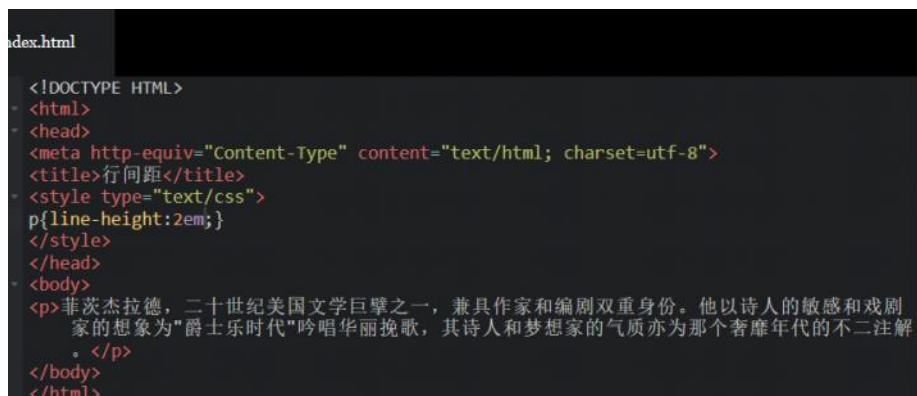 ndex.html
<!DOCTYPE HTML>
<html>
<head>
<meta http-equiv="Content-Type" content="text/html; charset=utf-8">
<title>行间距</title>
<style type="text/css">
p{line-height:2em;}
</style>
</head>
<body>
<p>菲茨杰拉德，二十世纪美国文学巨擘之一，兼具作家和编剧双重身份。他以诗人的敏感和戏剧
家的想象为"爵士乐时代"吟唱华丽挽歌，其诗人和梦想家的气质亦为那个奢靡年代的不二注解
。</p>
</body>
</html>